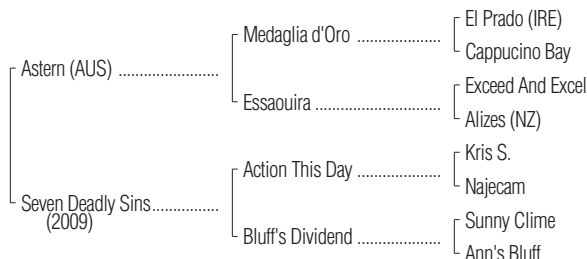 El Prado (IRE)
Medaglia d'Oro ....................
Cappucino Bay
Astern (AUS) ........................
Exceed And Excel
Essaouira .............................
Alizes (NZ)
Kris S.
Action This Day ...................
Najecam
Seven Deadly Sins................
(2009)
Sunny Clime
Bluff's Dividend ...................
Ann's Bluff